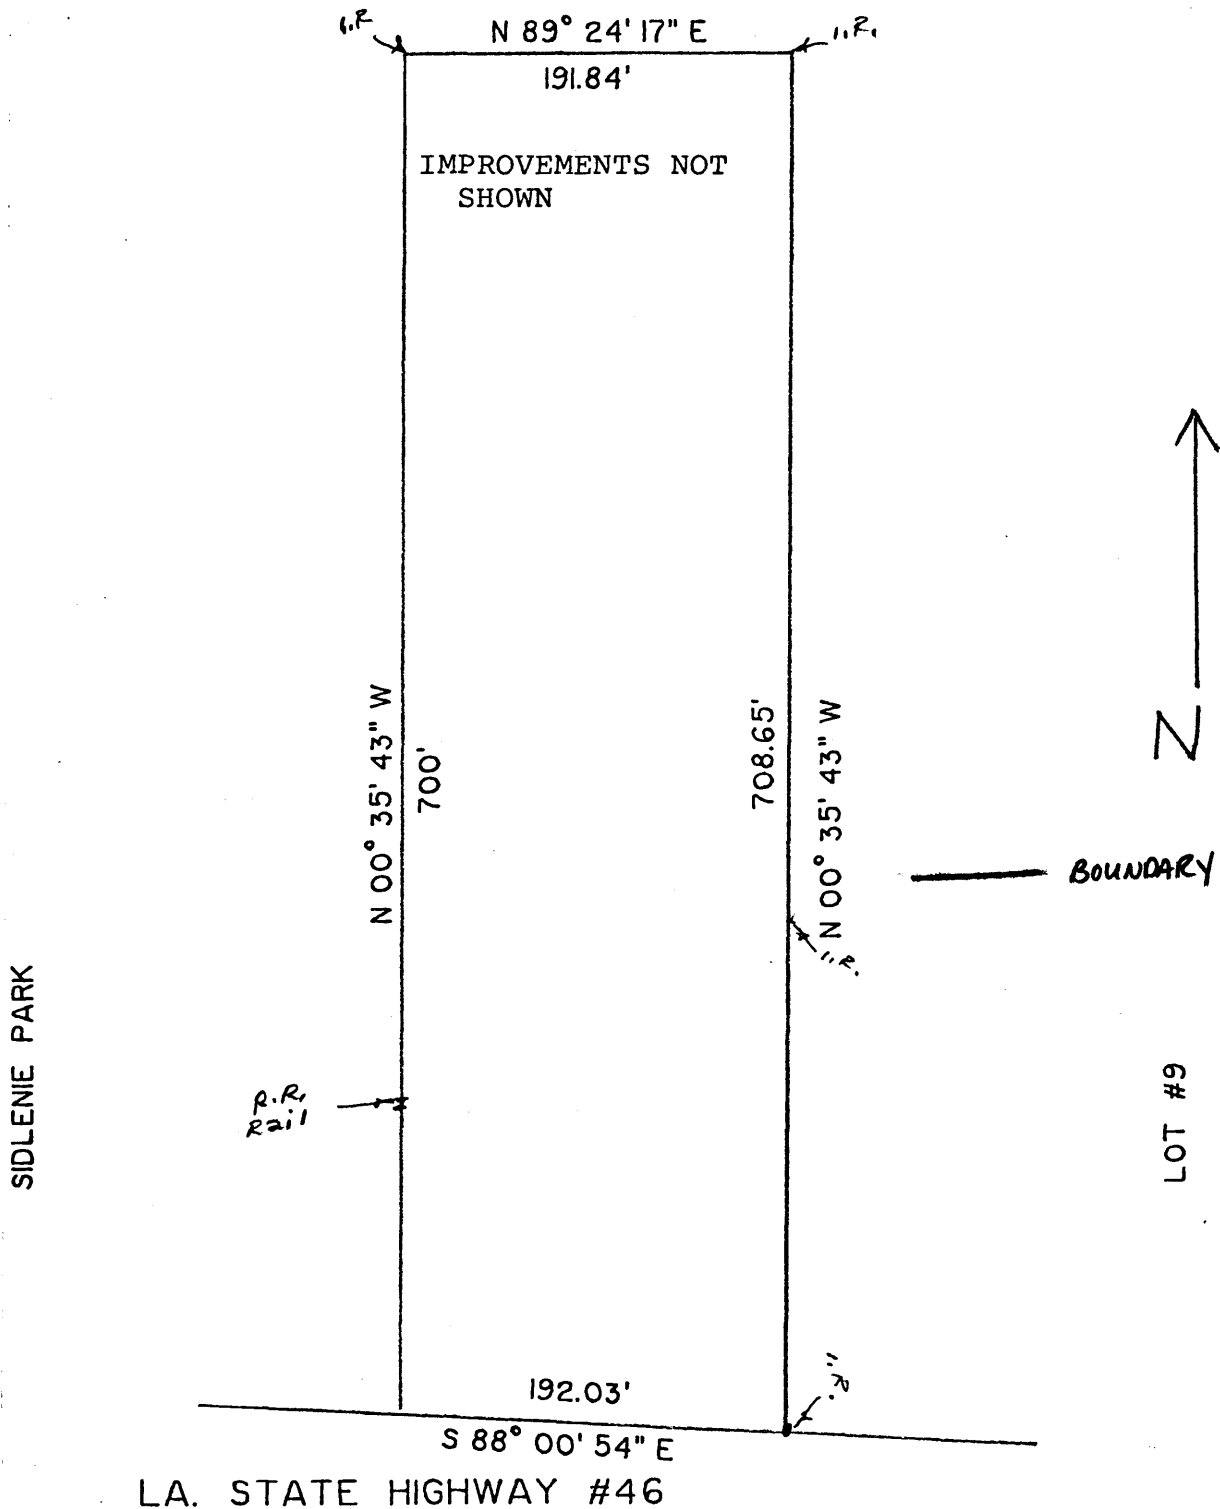 I.R
N 89° 24' 17" E
I.R.
191.84'
IMPROVEMENTS NOT
SHOWN
N 00° 35' 43" W
700'
708.65'
N 00° 35' 43" W
N
BOUNDARY
I.R.
SIDLENIE PARK
R.R.
Rail
LOT #9
192.03'
I.R.
S 88° 00' 54" E
LA. STATE HIGHWAY #46